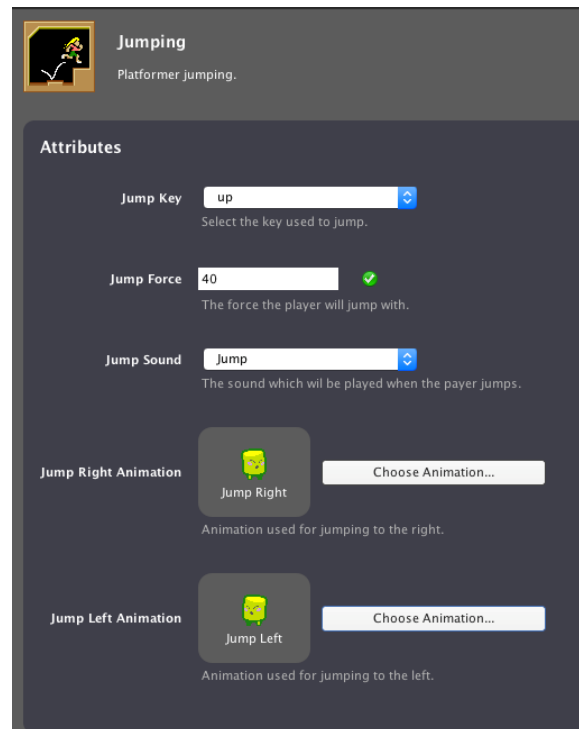 Jumping
Platformer jumping.
Attributes
Jump Key
up
Select the key used to jump.
Jump Force
40
The force the player will jump with.
Jump Sound
Jump
The sound which wil be played when the payer jumps.
Jump Right Animation
Jump Right
Choose Animation...
Animation used for jumping to the right.
Jump Left Animation
Jump Left
Choose Animation...
Animation used for jumping to the left.